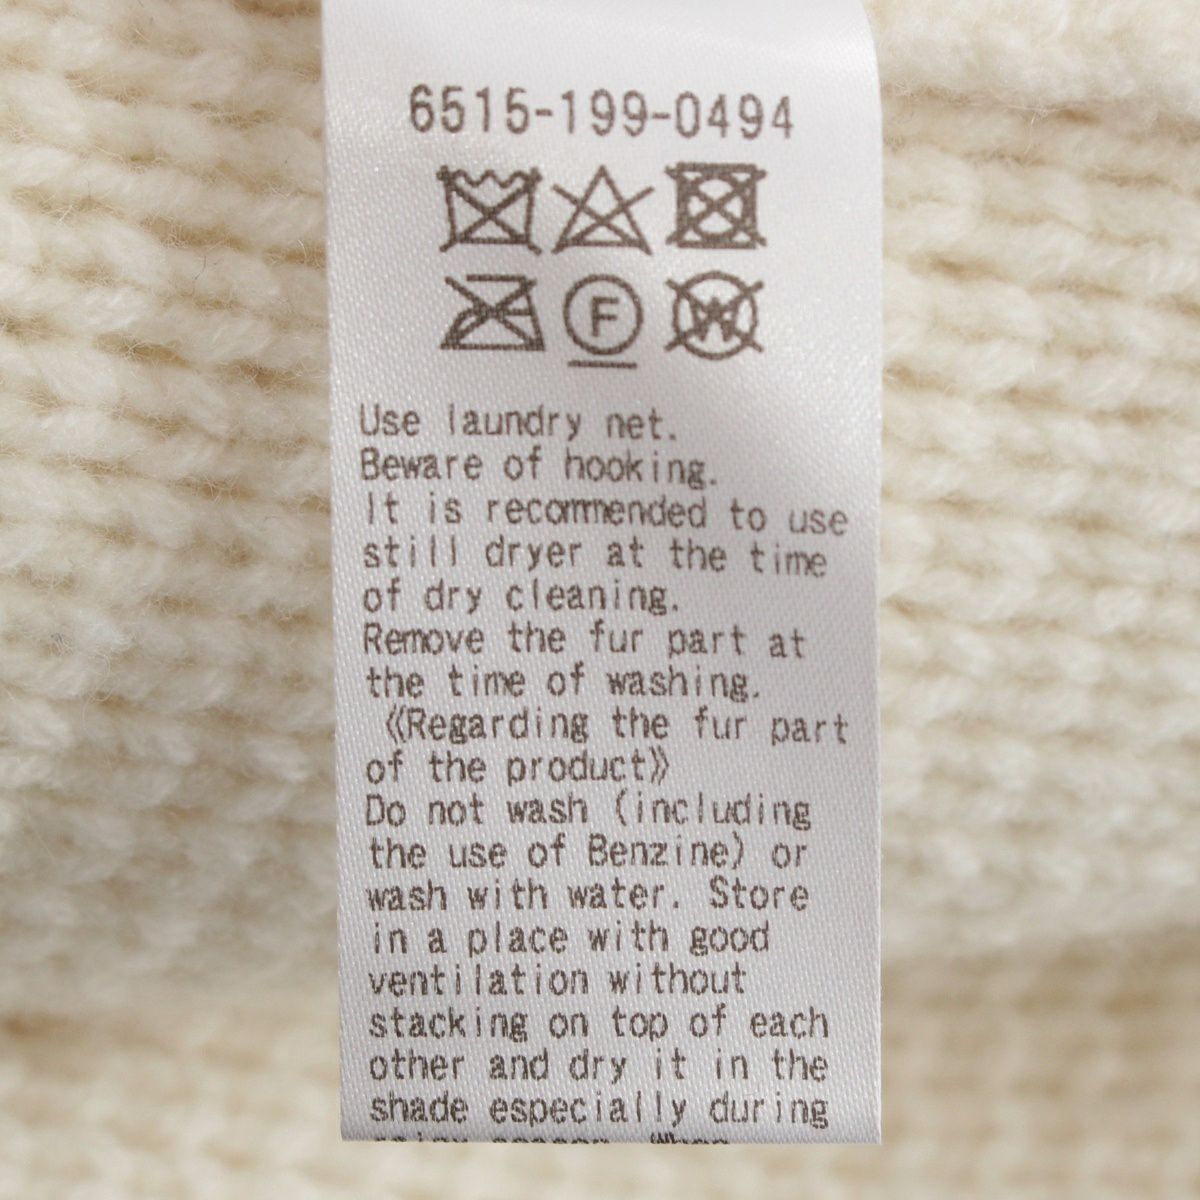 6515-199-0494
F
W
Use laundry net.
Beware of hooking.
It is recommended to use
still dryer at the time
of dry cleaning.
Remove the fur part at
the time of washing.
《Regarding the fur part
of the product》
Do not wash (including
the use of Benzine) or
wash with water. Store
in a place with good
ventilation without
stacking on top of each
other and dry it in the
shade especially during